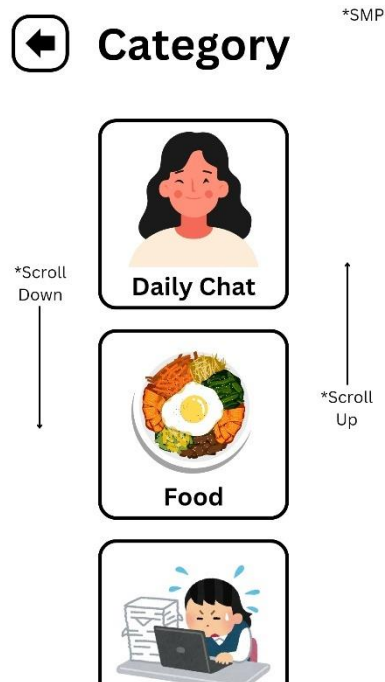 *SMP
Category
Daily Chat
*Scroll
Down
*Scroll
Up
Food